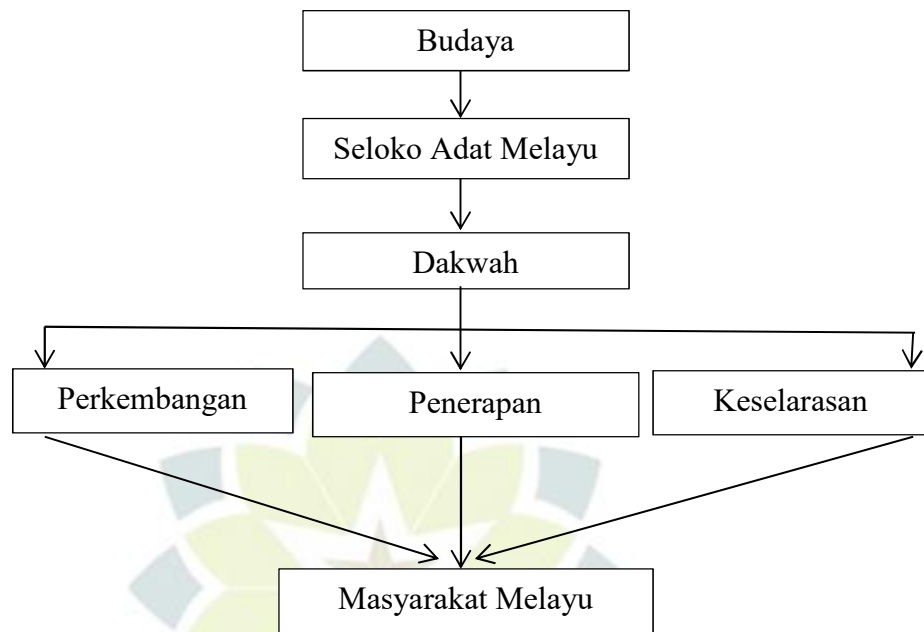 Budaya
Seloko Adat Melayu
Dakwah
Perkembangan
Penerapan
Keselarasan
Masyarakat Melayu